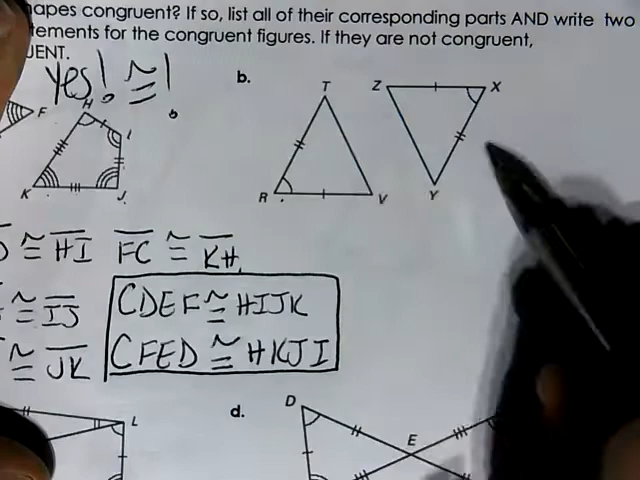 apes congruent? If so, list all of their corresponding parts AND write two
tements for the congruent figures. If they are not congruent,
UENT.
yes! ≅!
b.
T
Z
X
F
H
I
K
J
R
V
Y
≅ HI FC ≅ KH
≅ IJ
CDEF ≅ HIJK
≅ JK
CFED ≅ HKJI
L
d.
D
E